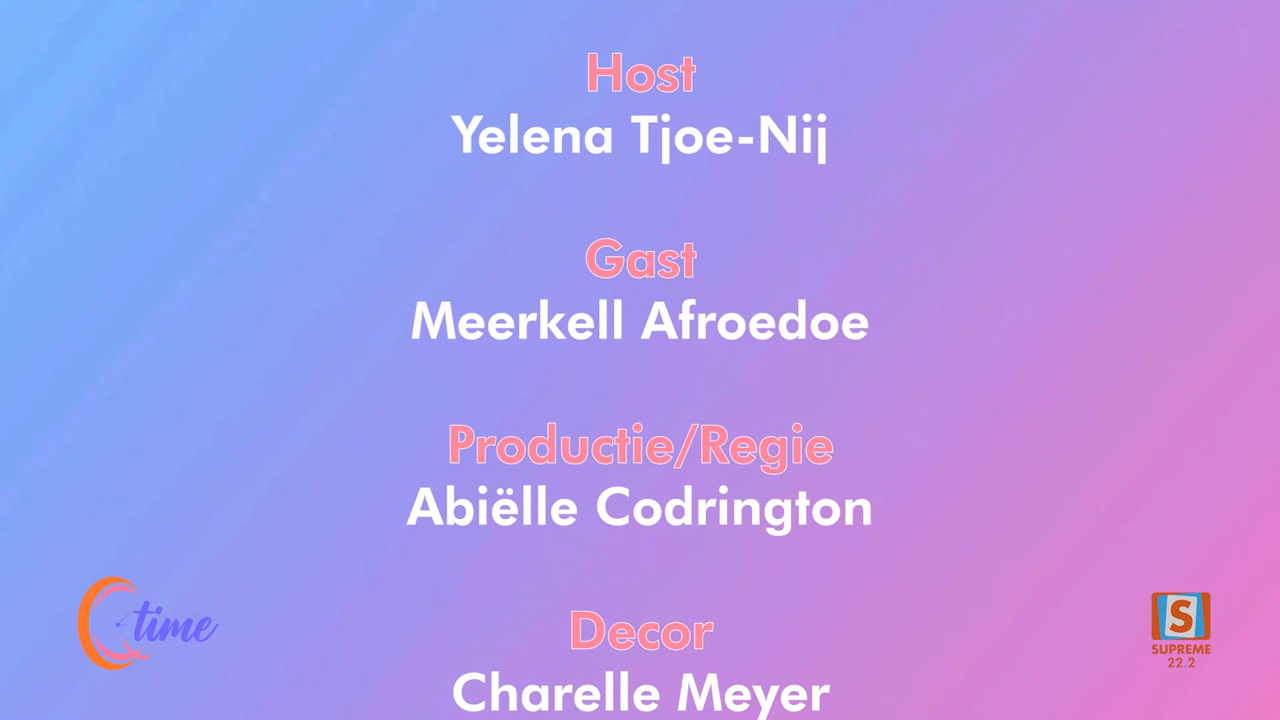 Host
Yelena Tjoe-Nij
Gast
Meerkell Afroedoe
Productie/Regie
Abiëlle Codrington
Decor
Charelle Meyer
C-time
S
SUPREME
22.2